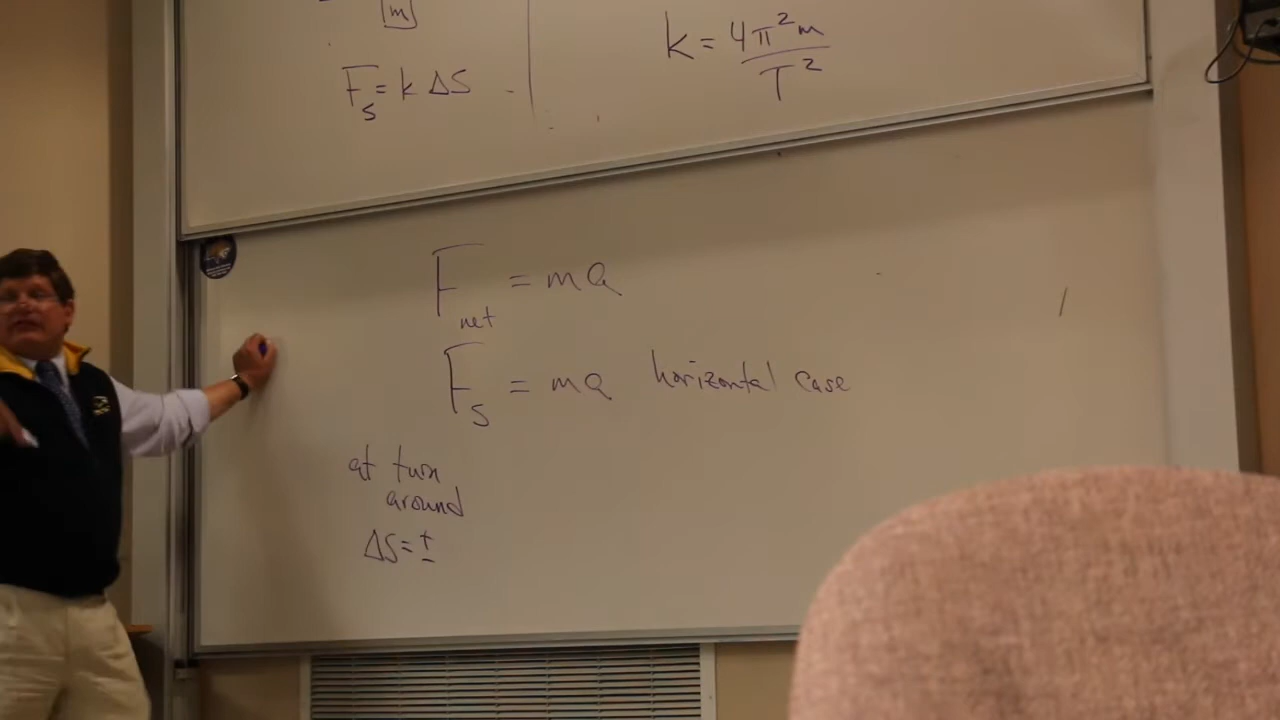 m
F_s = k ΔS
k = 4π²m / T²
F_net = ma
F_s = ma horizontal case
at turn
around
ΔS = ±